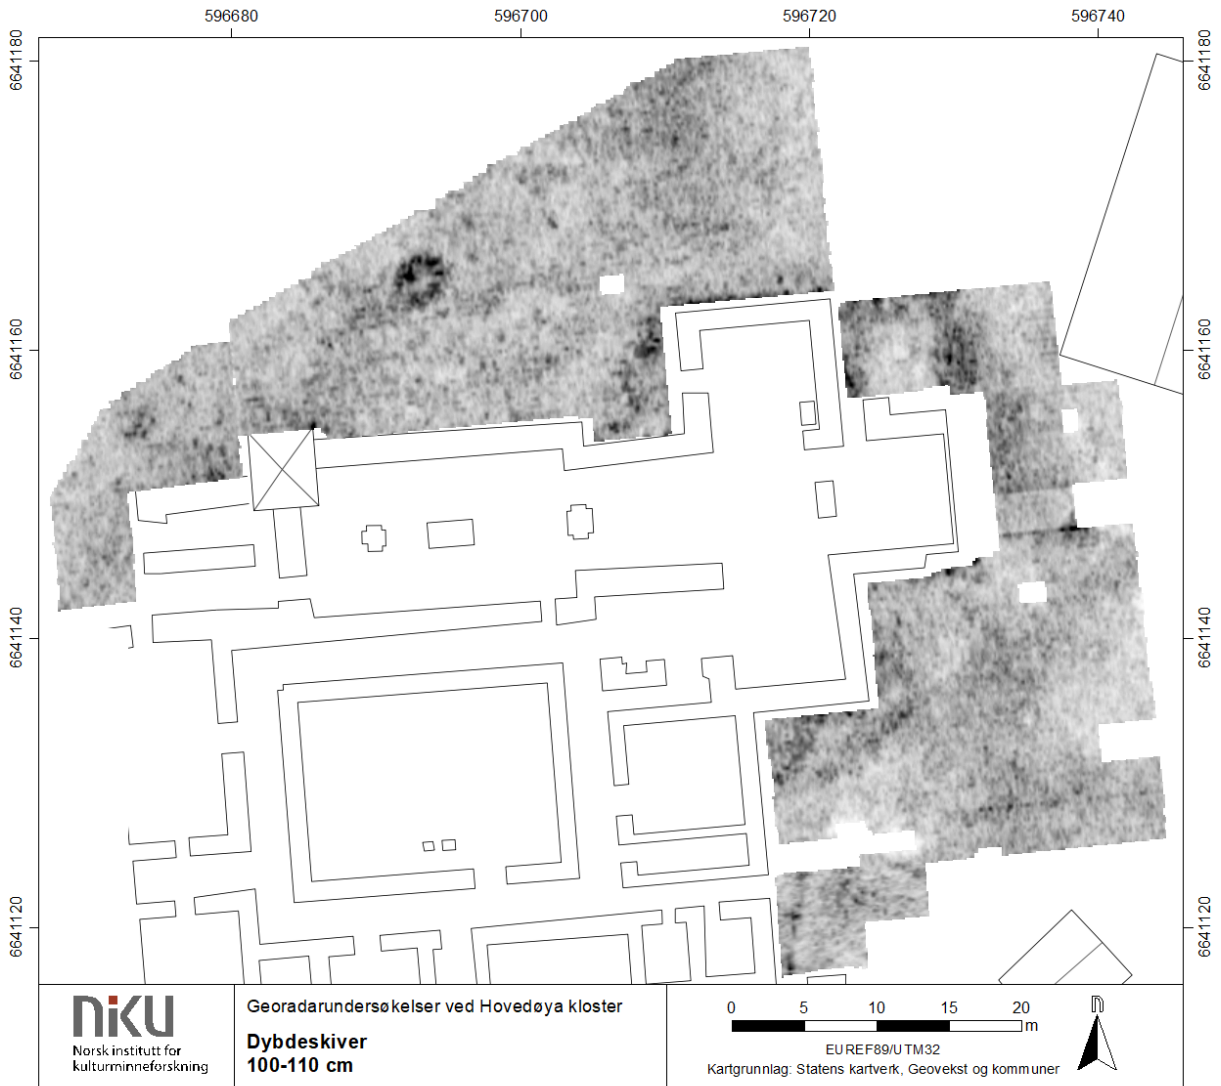 596680 596700 596720 596740
6641180 6641180
6641160 6641160
6641140 6641140
6641120 6641120
niku
Norsk institutt for
kulturminneforskning
Georadarundersøkelser ved Hovedøya kloster
Dybdeskiver
100-110 cm
0 5 10 15 20
m
n
EUREF89/UTM32
Kartgrunnlag: Statens kartverk, Geovekst og kommuner